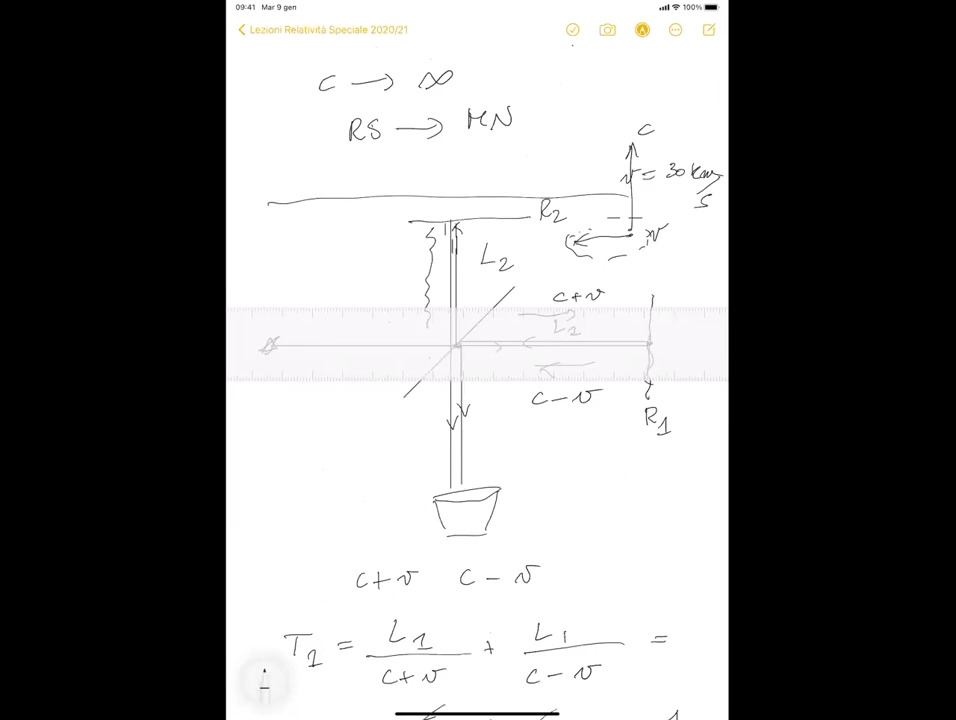 09:41 Mar 9 gen
100%
Lezioni Relatività Speciale 2020/21
C → ∞
RS → MN
C
v = 30 km/s
R2
v
L2
c+v
L2
c-v
R1
c+v c-v
T1 = L1/(c+v) + L1/(c-v) =